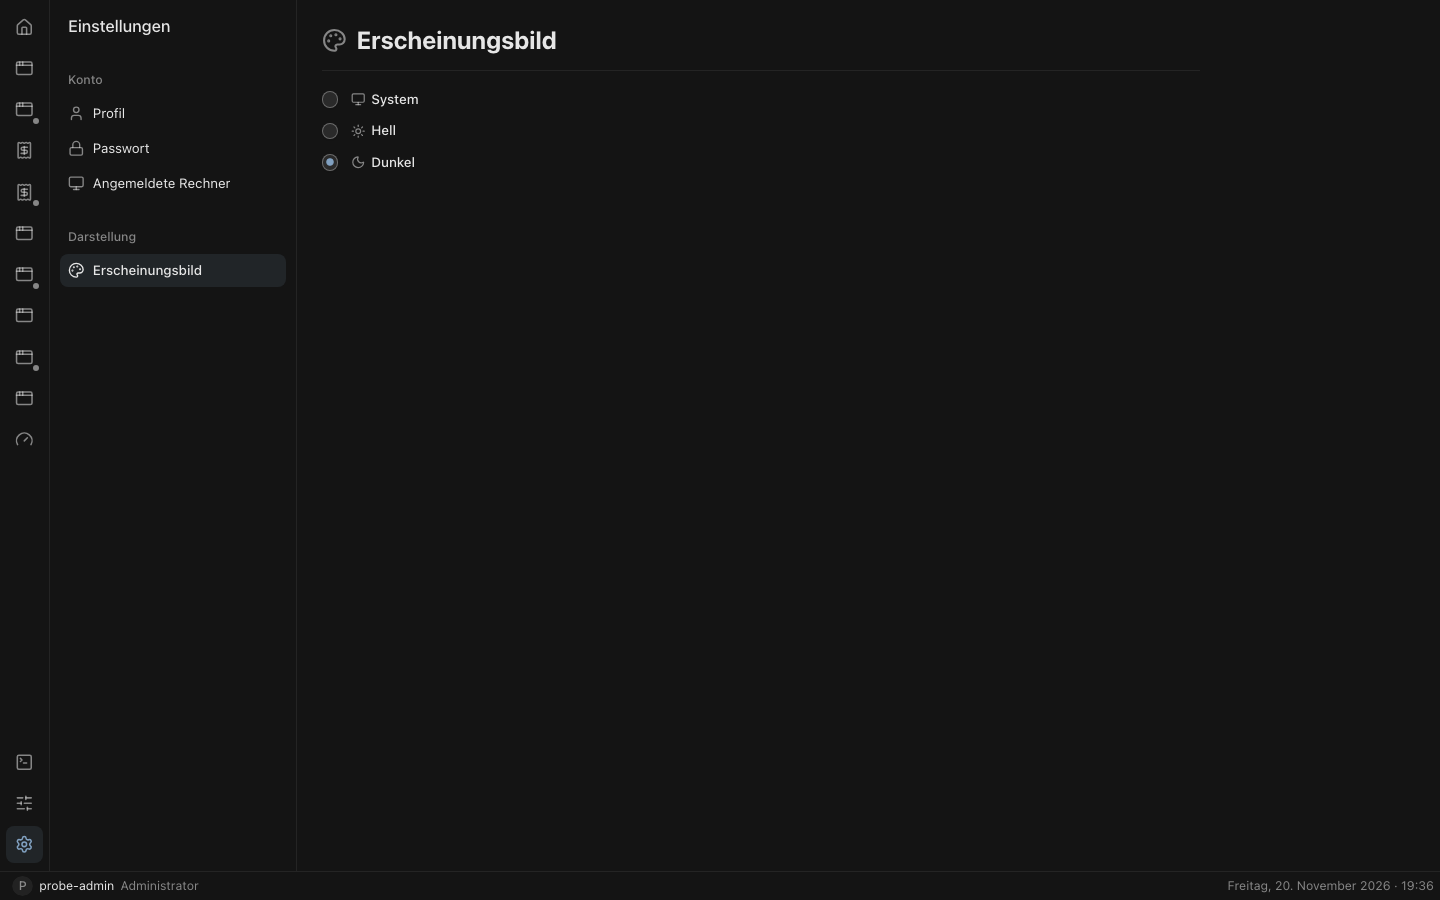 Einstellungen
Konto
Profil
Passwort
Angemeldete Rechner
Darstellung
Erscheinungsbild
Erscheinungsbild
System
Hell
Dunkel
P probe-admin Administrator
Freitag, 20. November 2026 · 19:36